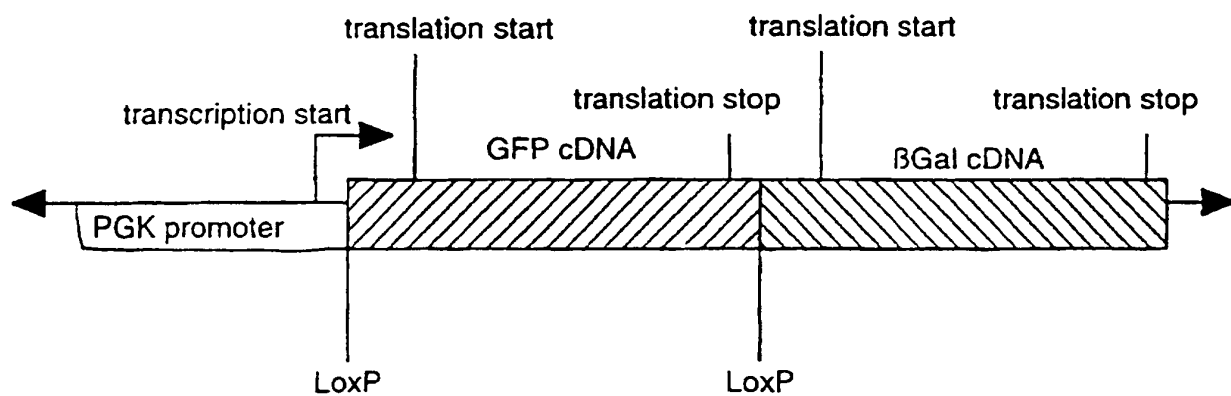 translation start
translation start
transcription start
translation stop
translation stop
GFP cDNA
ßGal cDNA
PGK promoter
LoxP
LoxP